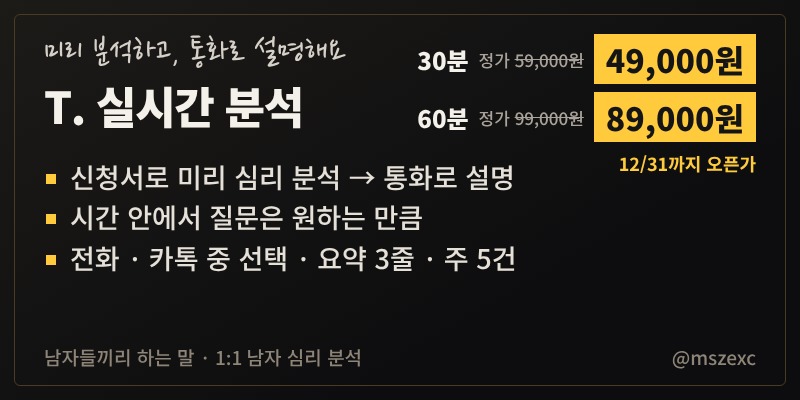 미리 분석하고, 통화로 설명해요
T. 실시간 분석
30분 정가 59,000원 49,000원
60분 정가 99,000원 89,000원
12/31까지 오픈가
신청서로 미리 심리 분석 → 통화로 설명
시간 안에서 질문은 원하는 만큼
전화 · 카톡 중 선택 · 요약 3줄 · 주 5건
남자들끼리 하는 말 · 1:1 남자 심리 분석
@mszexc